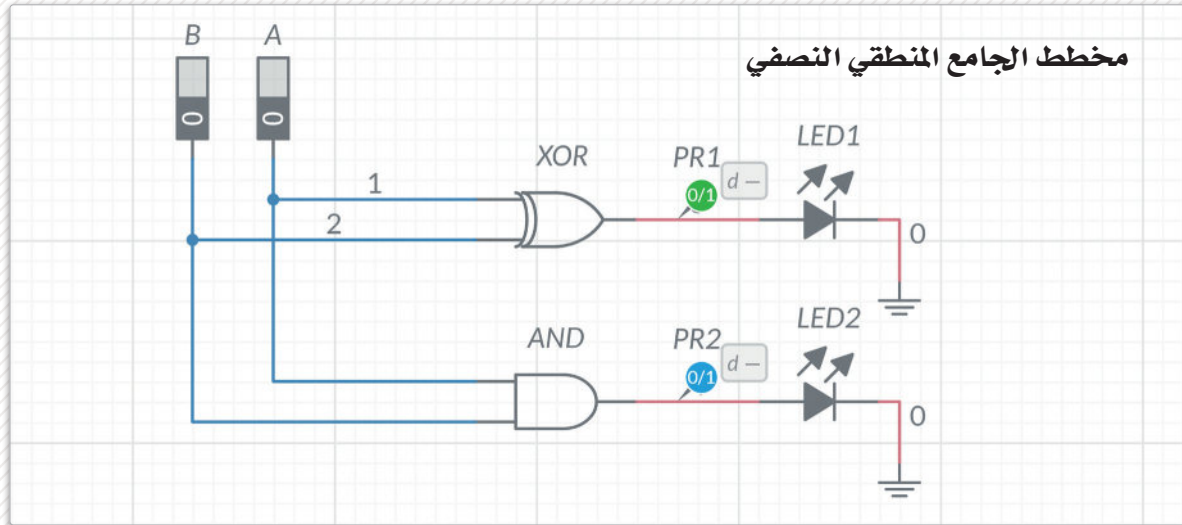 مخطط الجامع المنطقي النصفي
B A
0 0
XOR
PR1
d –
LED1
0/1
1
2
0
AND
PR2
d –
LED2
0/1
0